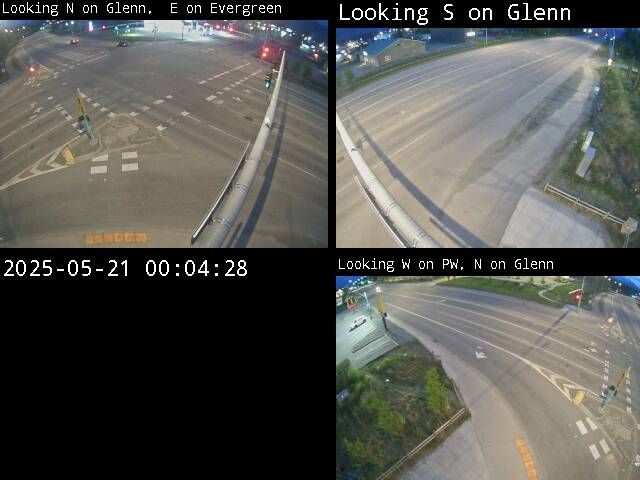 Looking N on Glenn,  E on Evergreen
Looking S on Glenn
2025-05-21 00:04:28
Looking W on PW, N on Glenn